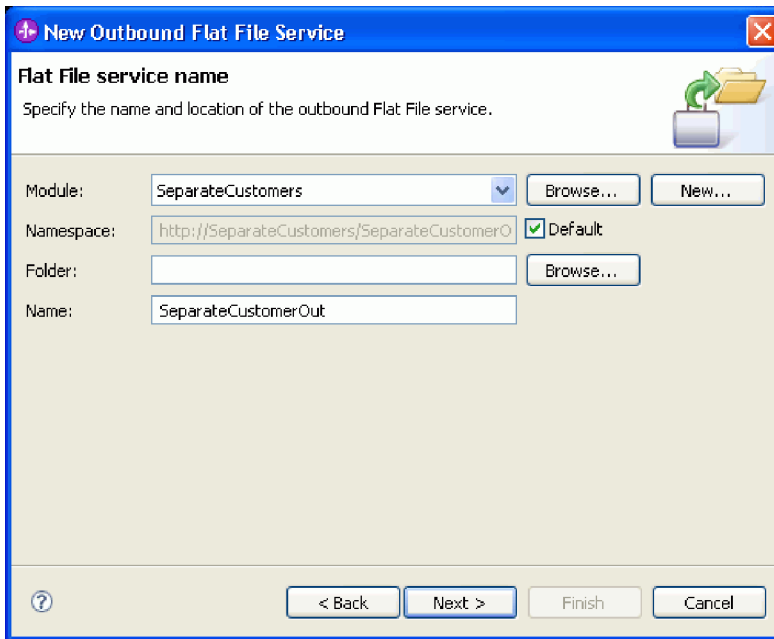 New Outbound Flat File Service
Flat File service name
Specify the name and location of the outbound Flat File service.
Module: SeparateCustomers Browse... New...
Namespace: http://SeparateCustomers/SeparateCustomerO Default
Folder: Browse...
Name: SeparateCustomerOut
? < Back Next > Finish Cancel